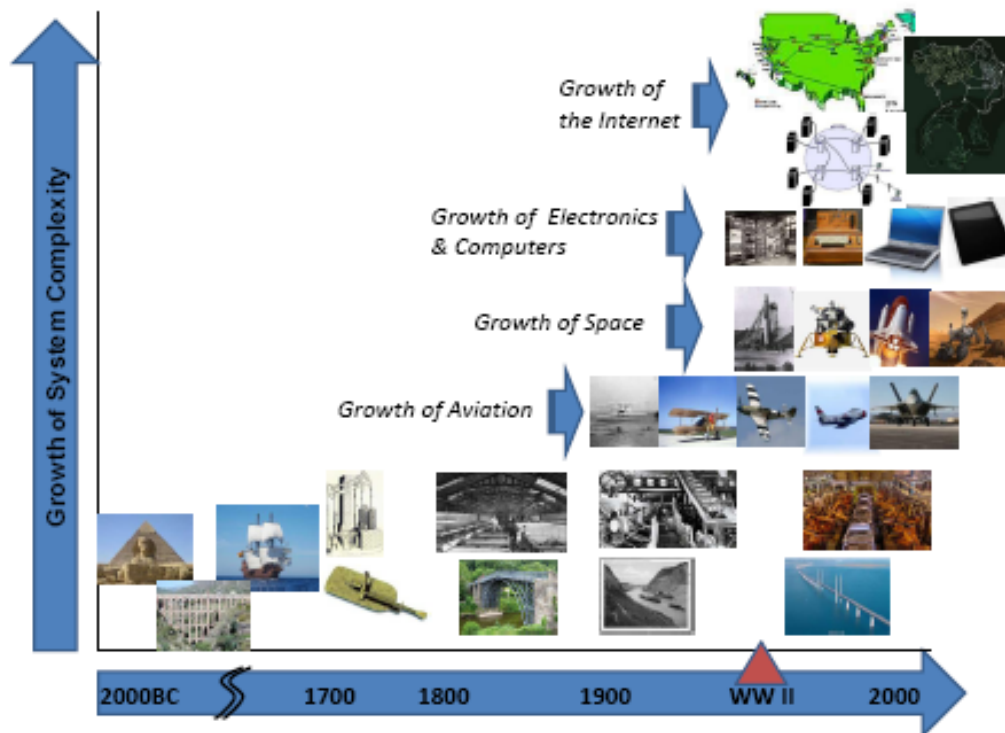 Growth of System Complexity
Growth of
the Internet
Growth of Electronics
& Computers
Growth of Space
Growth of Aviation
2000BC
1700
1800
1900
WW II
2000